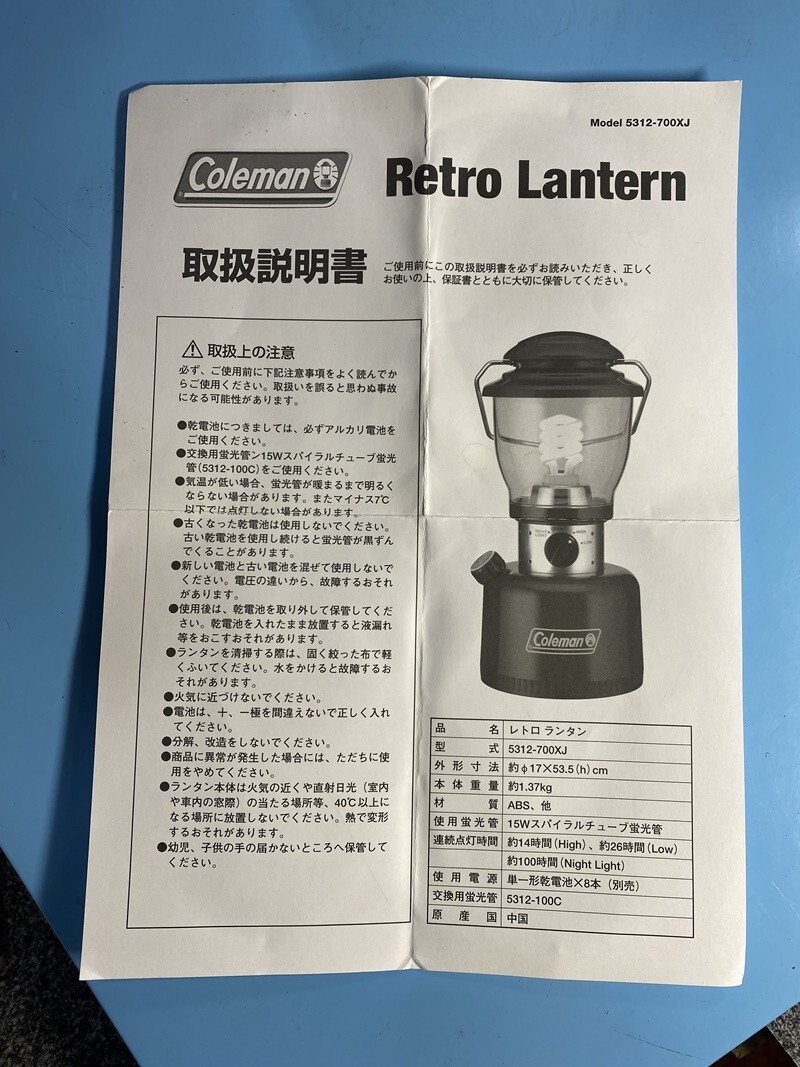 Model 5312-700XJ
Coleman
Retro Lantern
取扱説明書
ご使用前にこの取扱説明書を必ずお読みいただき、正しく
お使いの上、保証書とともに大切に保管してください。
取扱上の注意
必ず、ご使用前に下記注意事項をよく読んでか
らご使用ください。取扱いを誤ると思わぬ事故
になる可能性があります。
●乾電池につきましては、必ずアルカリ電池を
ご使用ください。
●交換用蛍光管ン15Wスパイラルチューブ蛍光
管(5312-100C)をご使用ください。
●気温が低い場合、蛍光管が暖まるまで明るく
ならない場合があります。またマイナス7℃
以下では点灯しない場合があります。
●古くなった乾電池は使用しないでください。
古い乾電池を使用し続けると蛍光管が黒ずん
でくることがあります。
●新しい電池と古い電池を混ぜて使用しないで
ください。電圧の違いから、故障するおそれ
があります。
●使用後は、乾電池を取り外して保管してくだ
さい。乾電池を入れたまま放置すると液漏れ
等をおこすおそれがあります。
●ランタンを清掃する際は、固く絞った布で軽
くふいてください。水をかけると故障するお
それがあります。
●火気に近づけないでください。
●電池は、十、一極を間違えないで正しく入れ
てください。
●分解、改造をしないでください。
●商品に異常が発生した場合には、ただちに使
用をやめてください。
●ランタン本体は火気の近くや直射日光（室内
や車内の窓際）の当たる場所等、40℃以上に
なる場所に放置しないでください。熱で変形
するおそれがあります。
●幼児、子供の手の届かないところへ保管して
ください。
NIGHT LIGHT
HIGH
LOW
Coleman
品名 レトロ ランタン
型式 5312-700XJ
外形寸法 約φ17×53.5(h)cm
本体重量 約1.37kg
材質 ABS、他
使用蛍光管 15Wスパイラルチューブ蛍光管
連続点灯時間 約14時間(High)、約26時間(Low)
約100時間(Night Light)
使用電源 単一形乾電池×8本（別売）
交換用蛍光管 5312-100C
原産国 中国